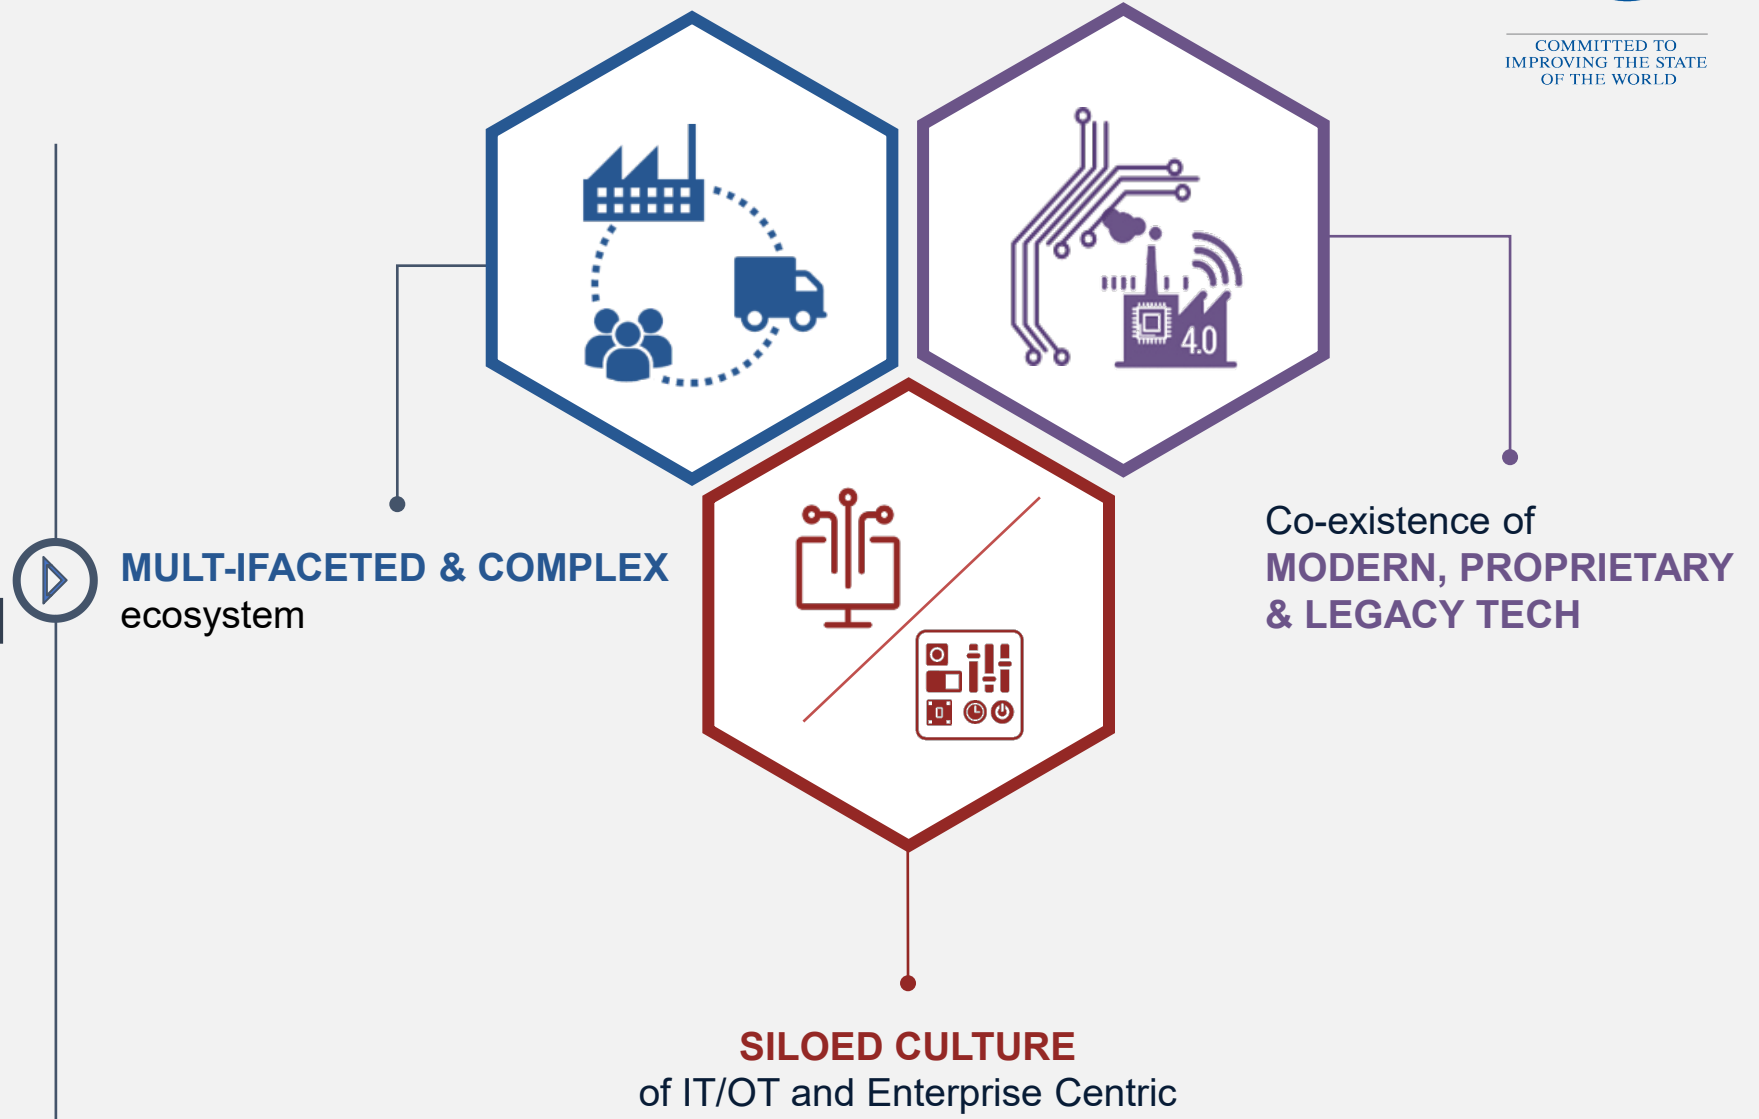 COMMITTED TO
IMPROVING THE STATE
OF THE WORLD
4.0
MULT-IFACETED & COMPLEX
ecosystem
Co-existence of
MODERN, PROPRIETARY
& LEGACY TECH
SILOED CULTURE
of IT/OT and Enterprise Centric